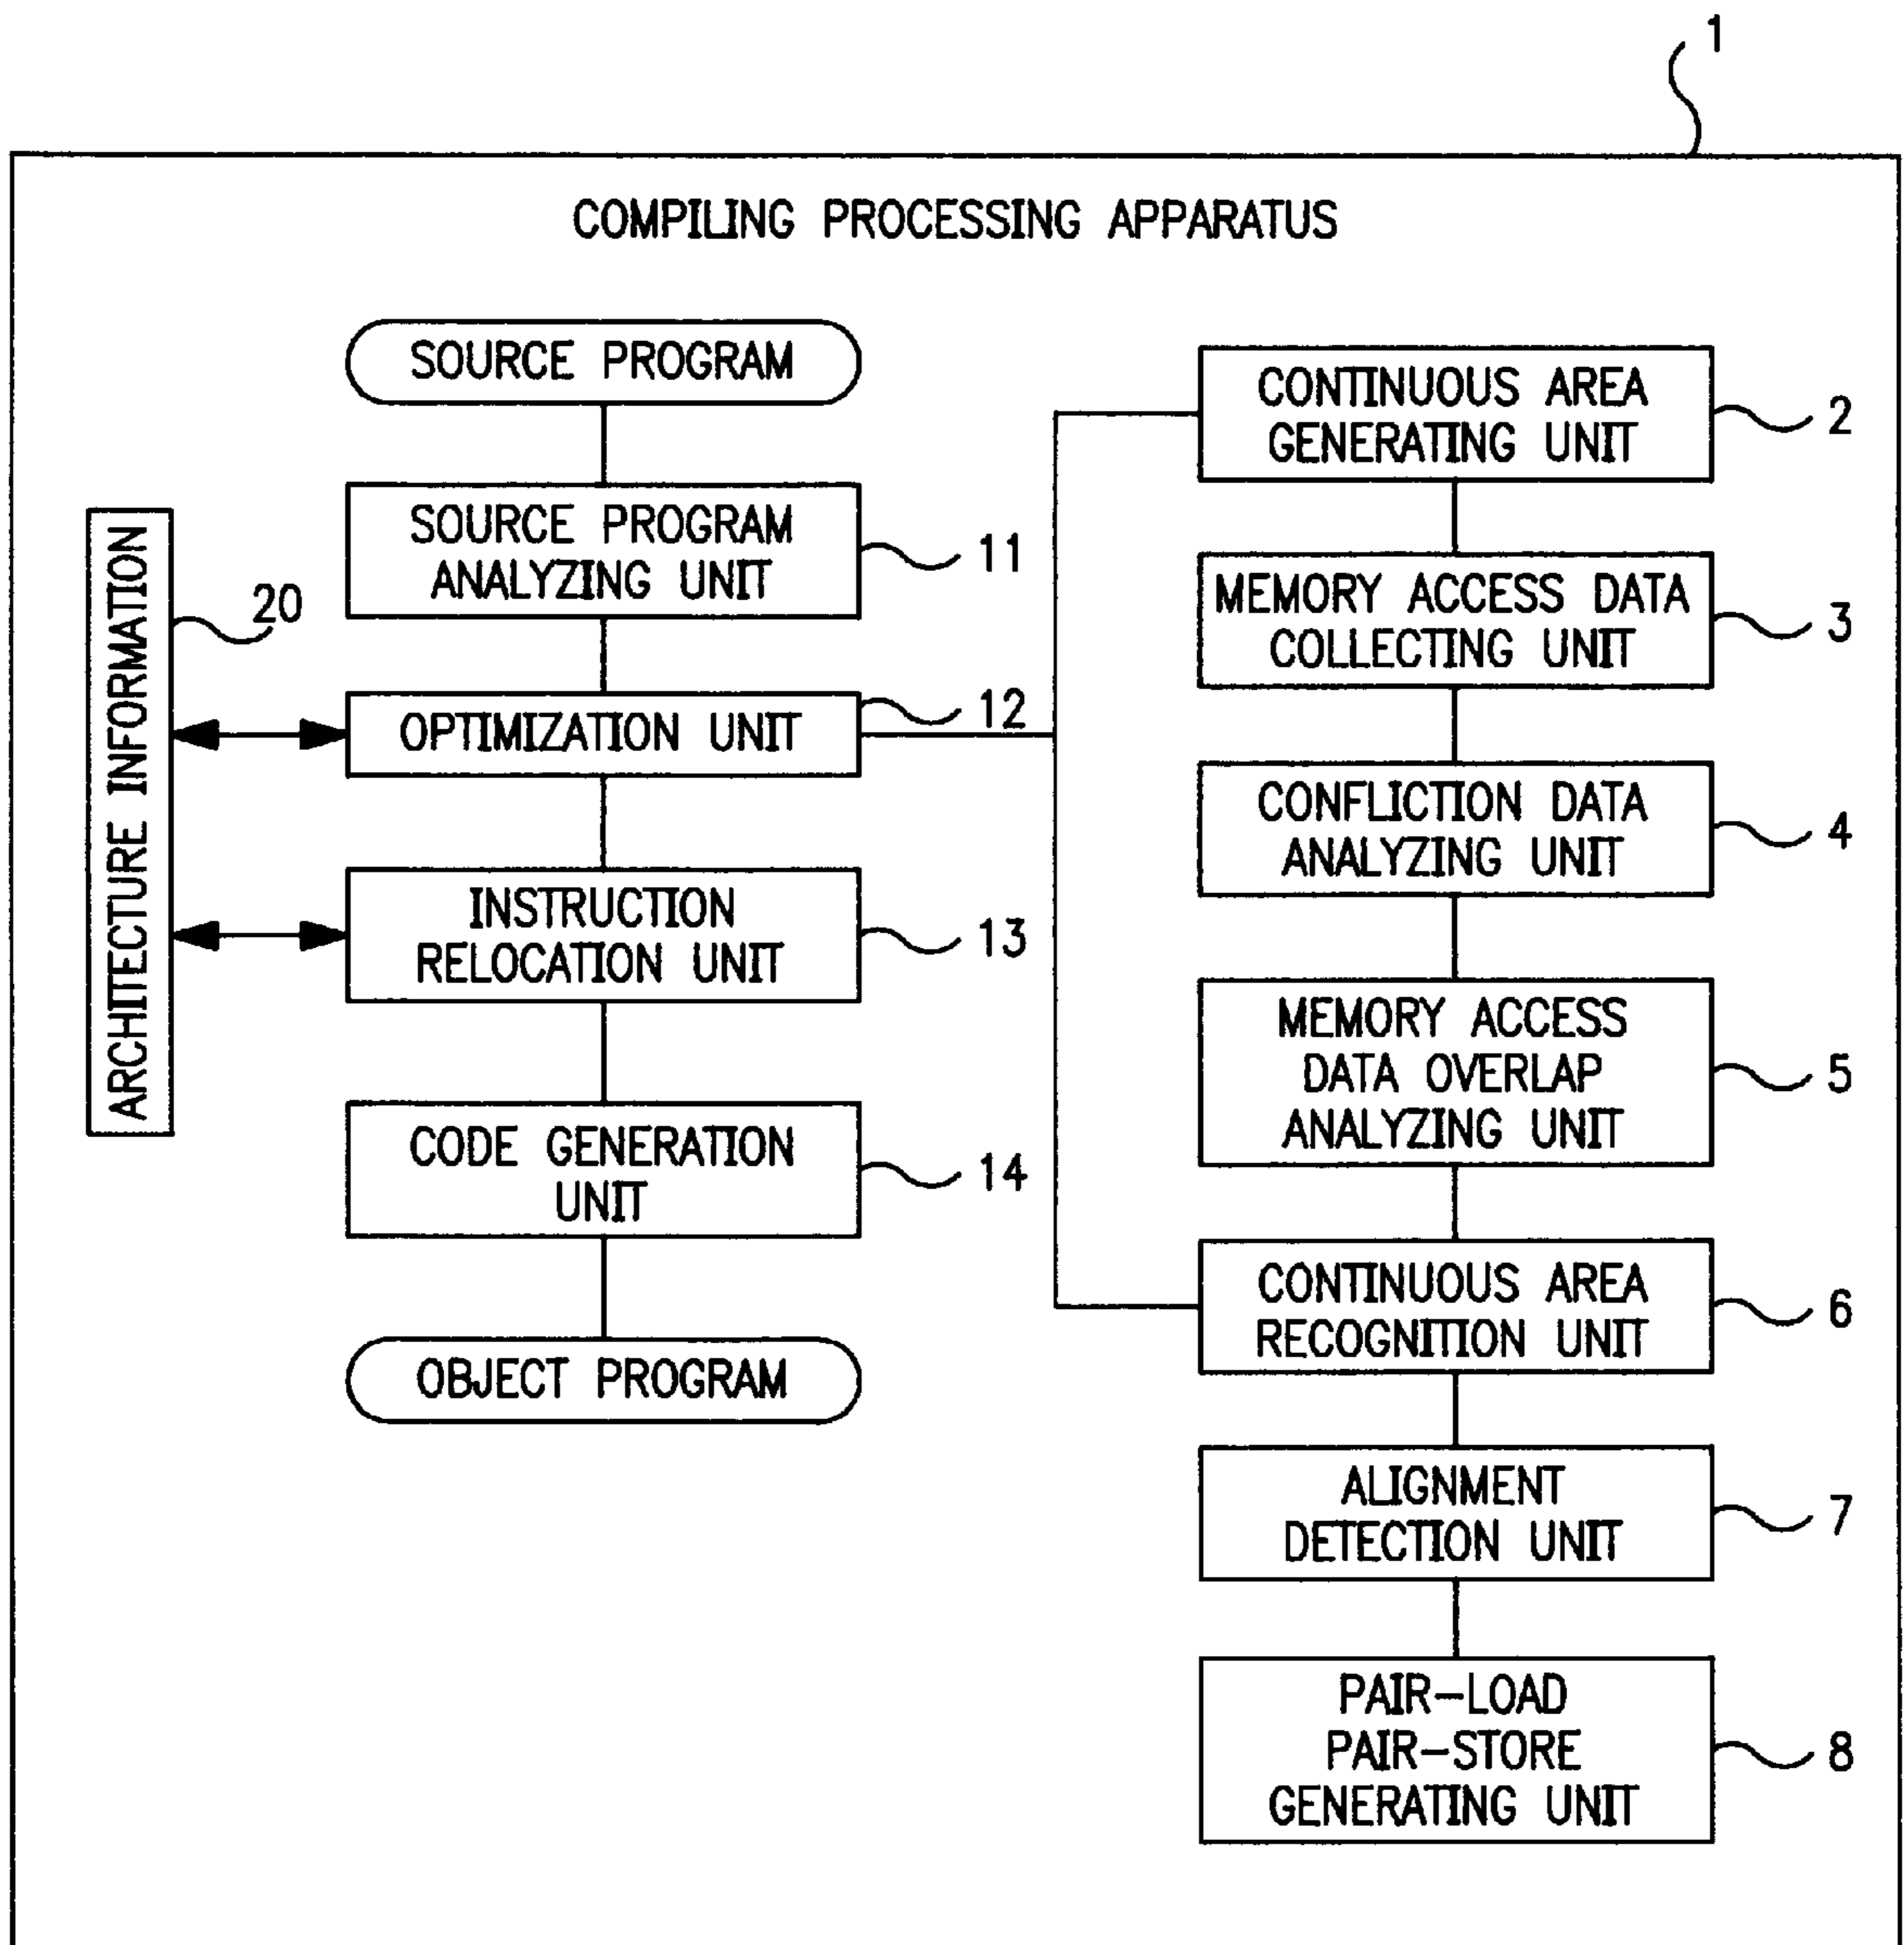 1
COMPILING PROCESSING APPARATUS
SOURCE PROGRAM
SOURCE PROGRAM
ANALYZING UNIT
11
ARCHITECTURE INFORMATION
20
OPTIMIZATION UNIT
12
INSTRUCTION
RELOCATION UNIT
13
CODE GENERATION
UNIT
14
OBJECT PROGRAM
CONTINUOUS AREA
GENERATING UNIT
2
MEMORY ACCESS DATA
COLLECTING UNIT
3
CONFLICTION DATA
ANALYZING UNIT
4
MEMORY ACCESS
DATA OVERLAP
ANALYZING UNIT
5
CONTINUOUS AREA
RECOGNITION UNIT
6
ALIGNMENT
DETECTION UNIT
7
PAIR-LOAD
PAIR-STORE
GENERATING UNIT
8